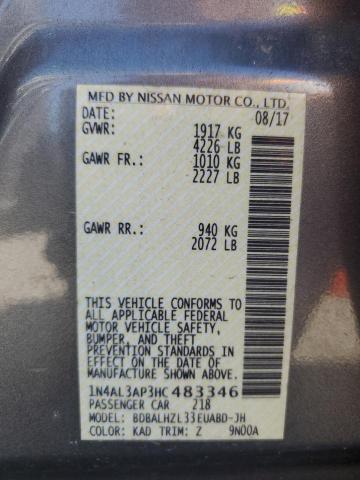 MFD BY NISSAN MOTOR CO., LTD.
DATE: 08/17
GVWR: 1917 KG
4226 LB
GAWR FR.: 1010 KG
2227 LB
GAWR RR.: 940 KG
2072 LB
THIS VEHICLE CONFORMS TO
ALL APPLICABLE FEDERAL
MOTOR VEHICLE SAFETY,
BUMPER, AND THEFT
PREVENTION STANDARDS
IN EFFECT ON THE DATE OF
MANUFACTURE SHOWN ABOVE.
1N4AL3AP3HC483346
PASSENGER CAR 218
MODEL: BDBALHZL33EUABD-JH
COLOR: KAD TRIM: Z 9N00A